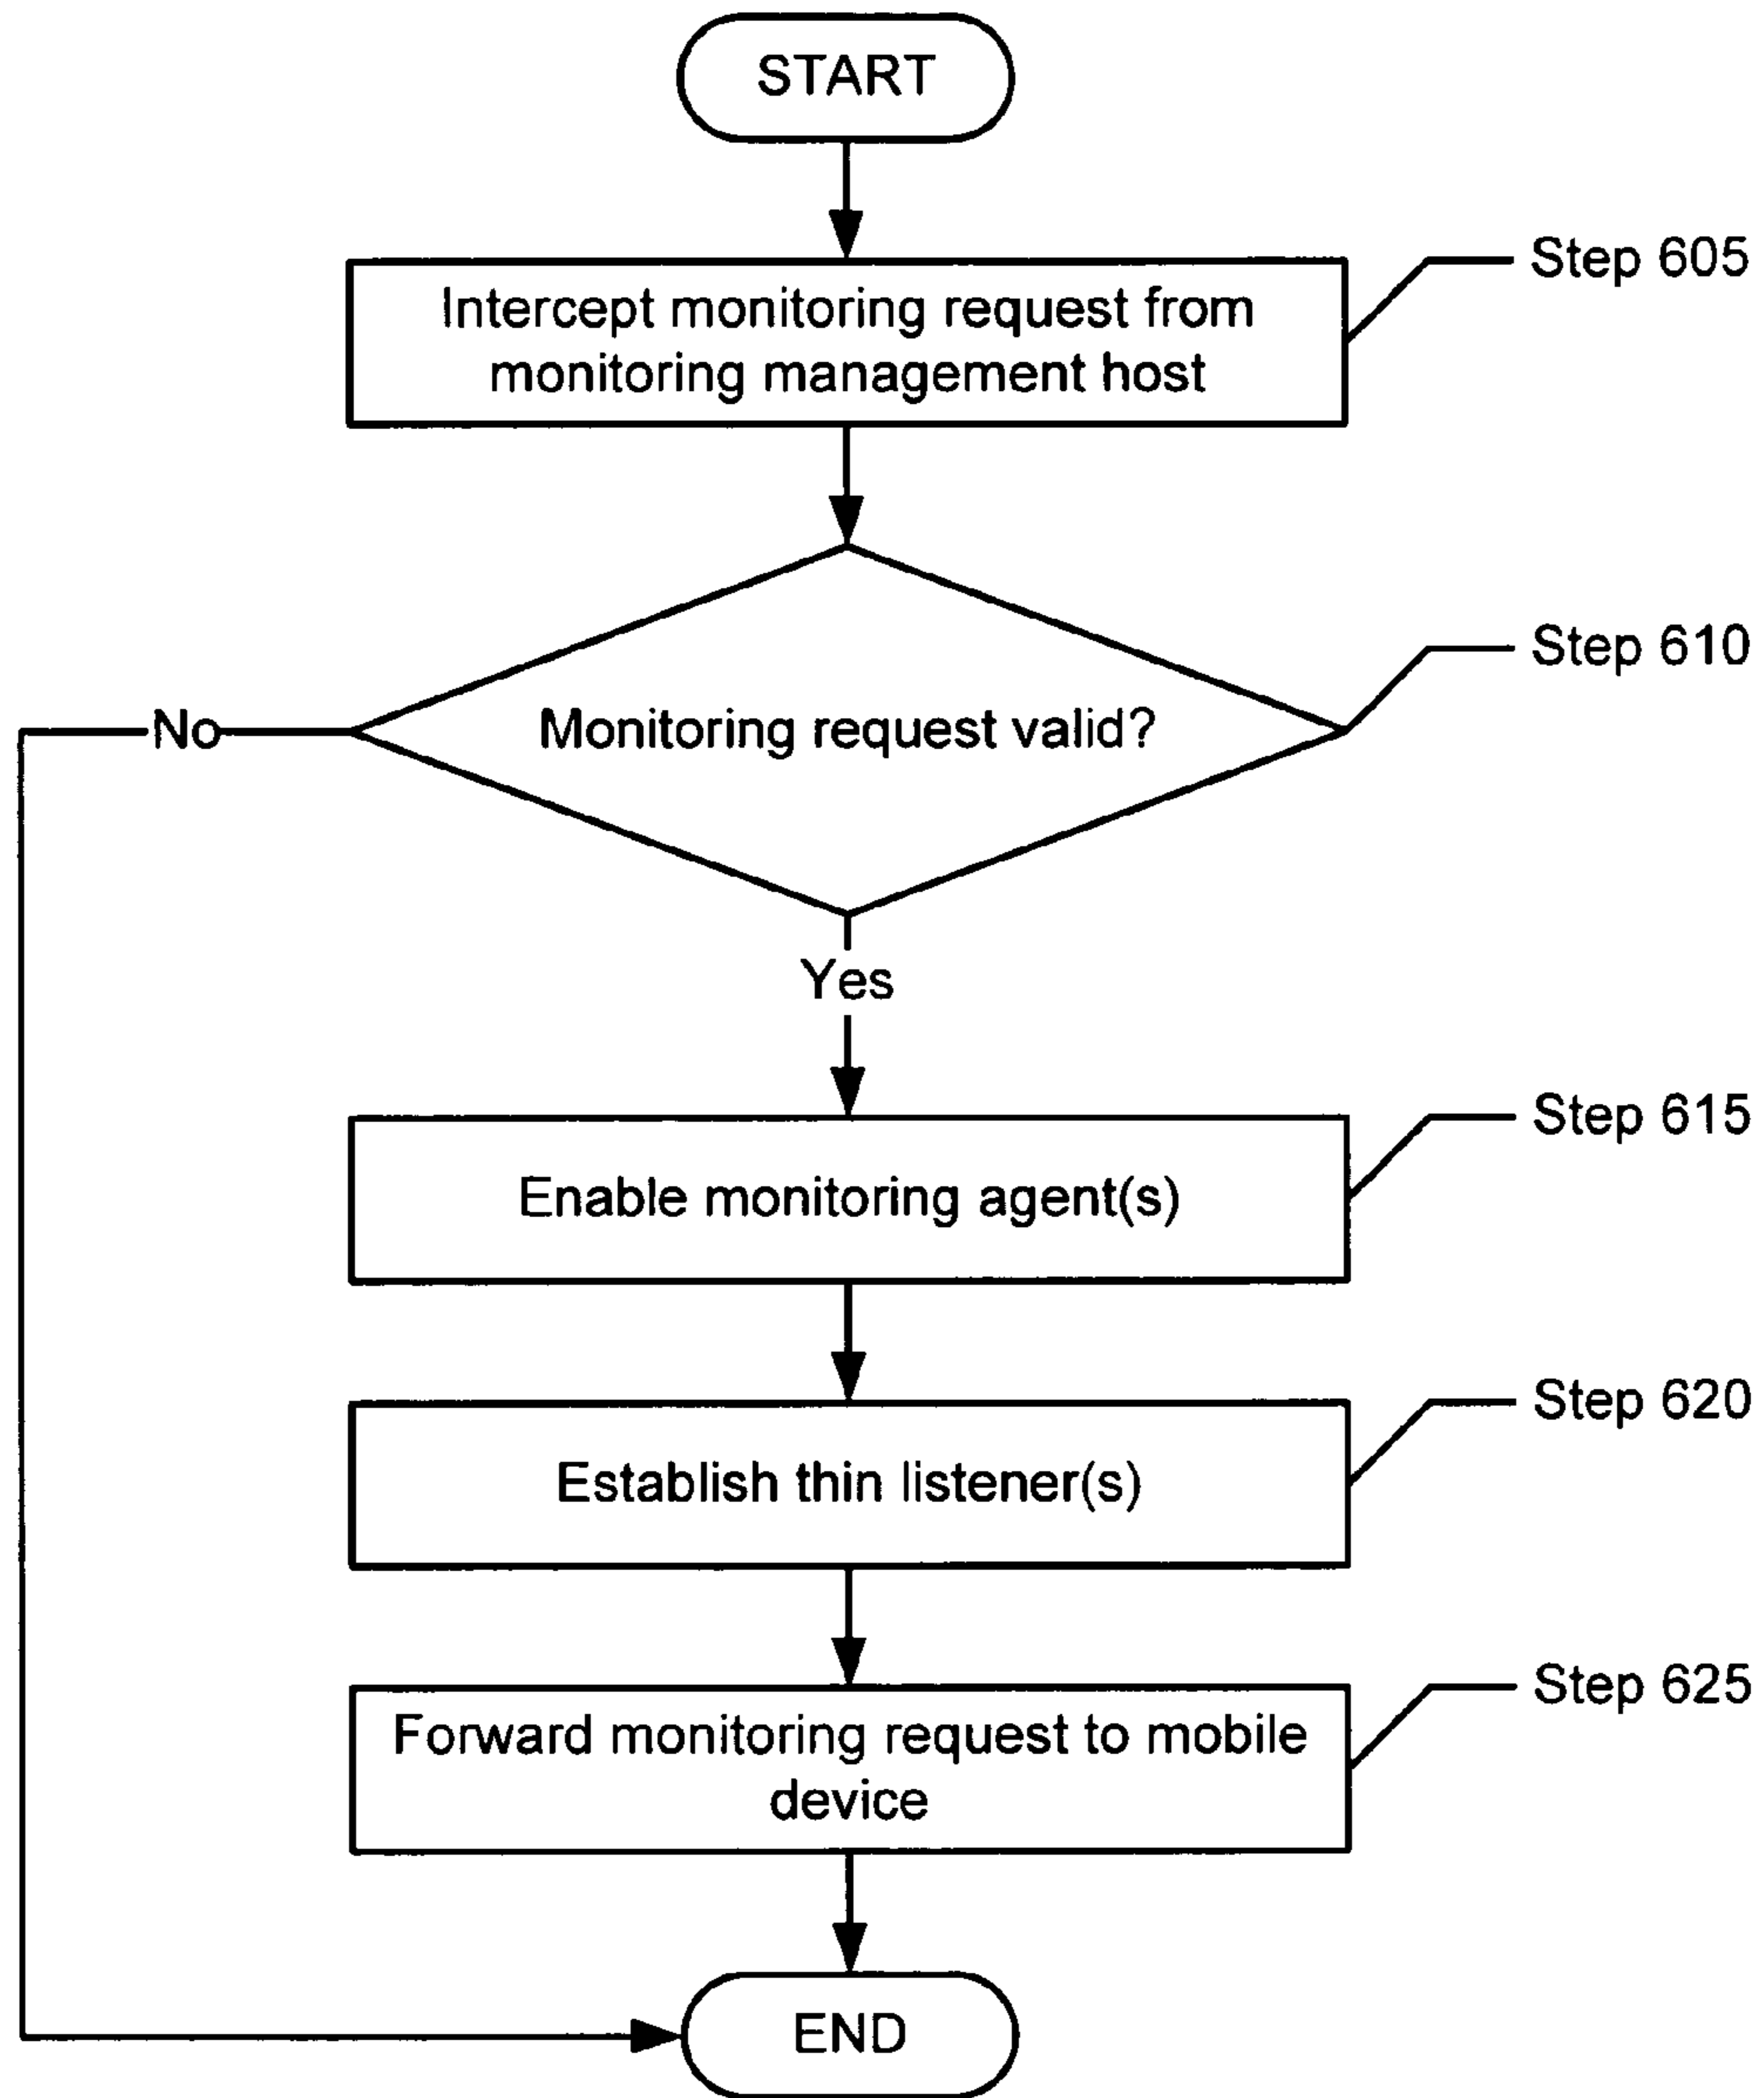 START
Step 605
Intercept monitoring request from
monitoring management host
Step 610
No
Monitoring request valid?
Yes
Step 615
Enable monitoring agent(s)
Step 620
Establish thin listener(s)
Step 625
Forward monitoring request to mobile
device
END